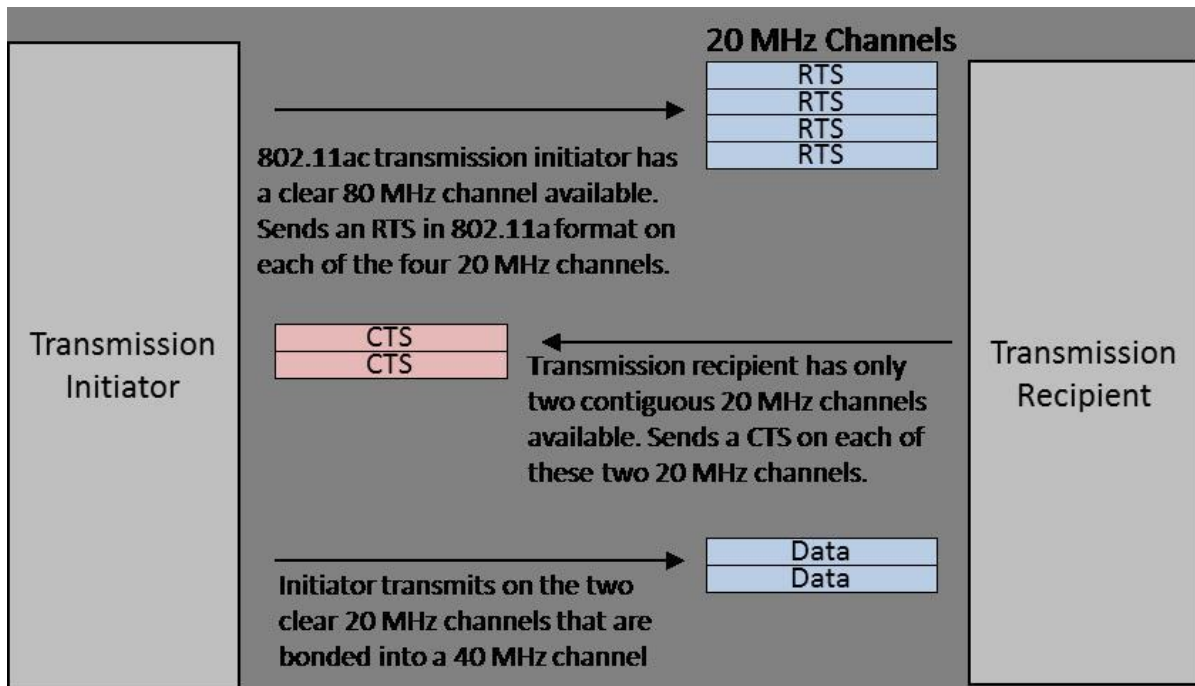 20 MHz Channels
RTS
RTS
RTS
RTS
802.11ac transmission initiator has
a clear 80 MHz channel available.
Sends an RTS in 802.11a format on
each of the four 20 MHz channels.
Transmission
Initiator
CTS
CTS
Transmission recipient has only
two contiguous 20 MHz channels
available. Sends a CTS on each of
these two 20 MHz channels.
Transmission
Recipient
Data
Data
Initiator transmits on the two
clear 20 MHz channels that are
bonded into a 40 MHz channel